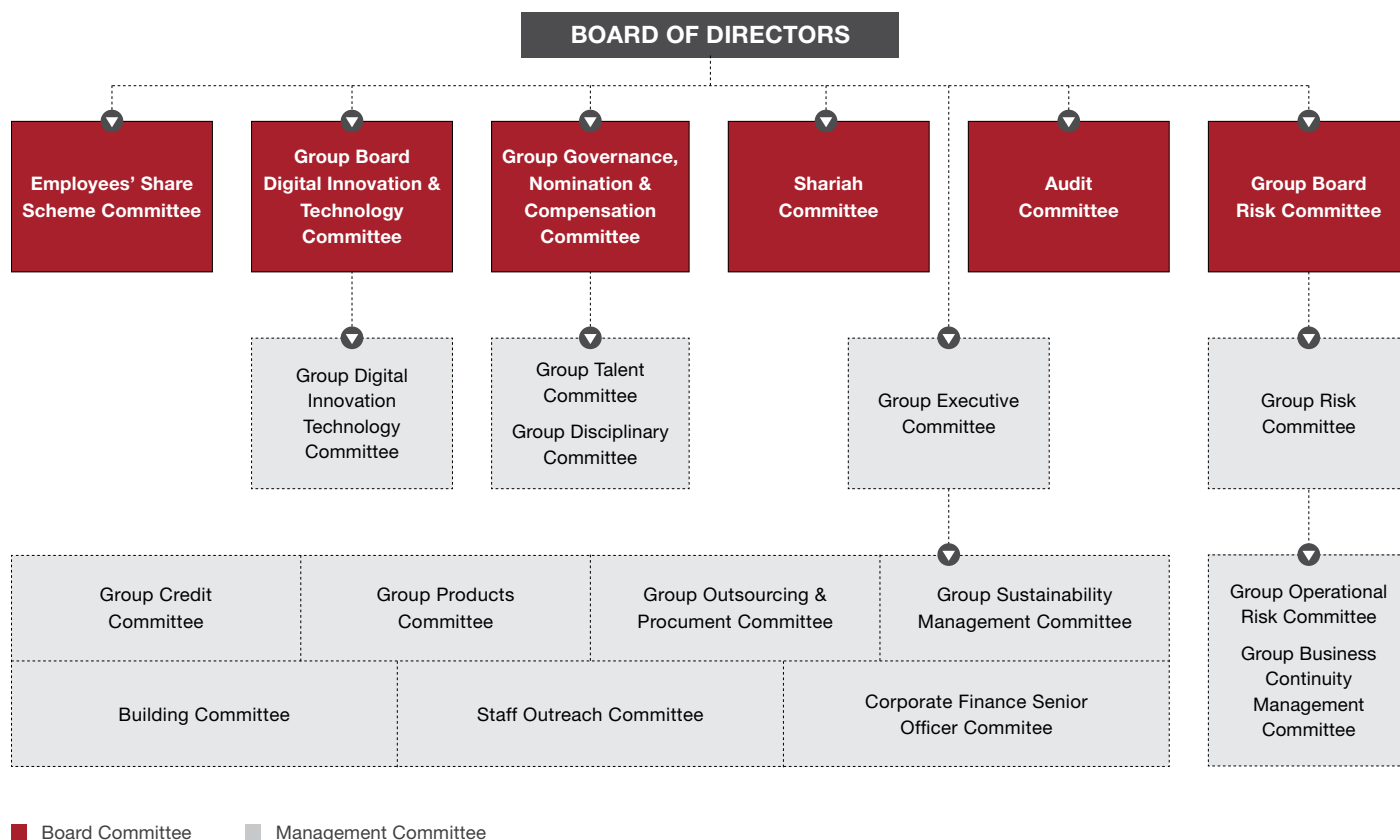 BOARD OF DIRECTORS
Employees’ Share
Scheme Committee
Group Board
Digital Innovation &
Technology
Committee
Group Governance,
Nomination &
Compensation
Committee
Shariah
Committee
Audit
Committee
Group Board
Risk Committee
Group Digital
Innovation
Technology
Committee
Group Talent
Committee
Group Disciplinary
Committee
Group Executive
Committee
Group Risk
Committee
Group Credit
Committee
Group Products
Committee
Group Outsourcing &
Procument Committee
Group Sustainability
Management Committee
Building Committee
Staff Outreach Committee
Corporate Finance Senior
Officer Commitee
Group Operational
Risk Committee
Group Business
Continuity
Management
Committee
Board Committee
Management Committee